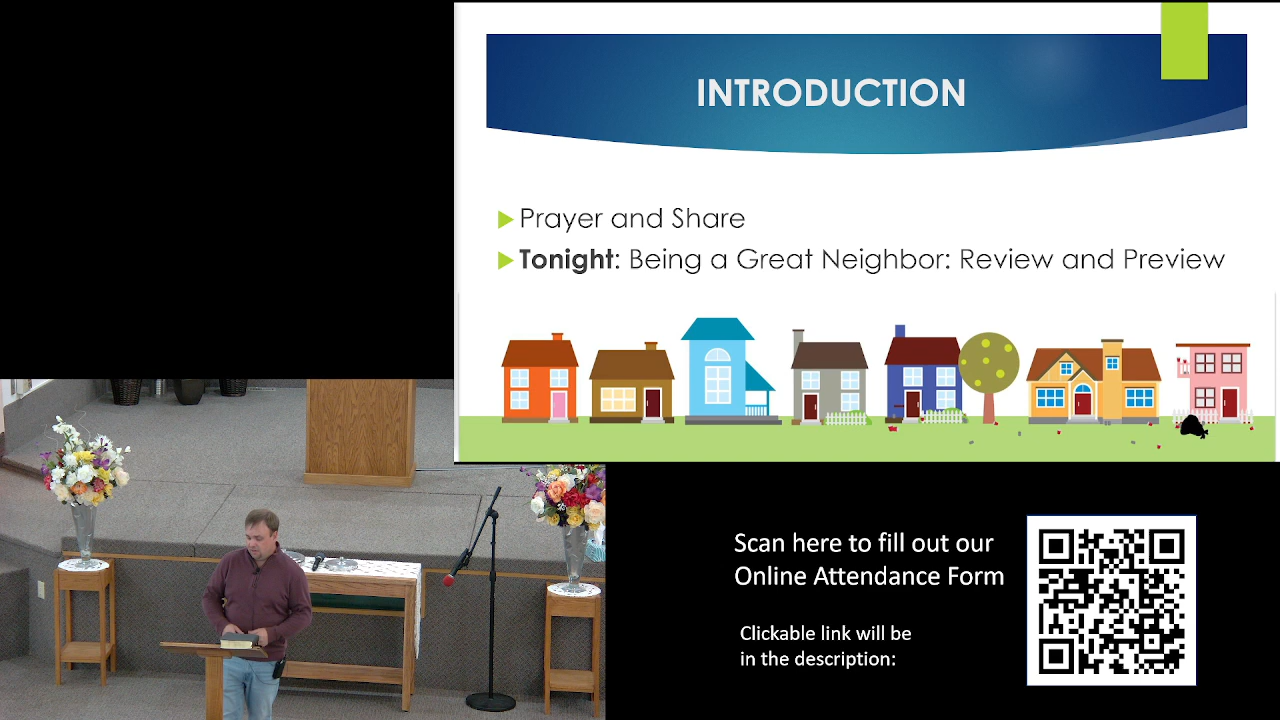 INTRODUCTION
Prayer and Share
Tonight: Being a Great Neighbor: Review and Preview
Scan here to fill out our
Online Attendance Form
Clickable link will be
in the description: